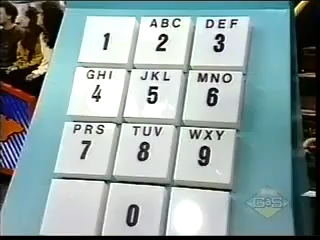 ABC DEF
1 2 3
GHI JKL MNO
4 5 6
PRS TUV WXY
7 8 9
0
G&S